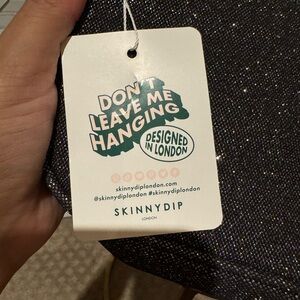 DON'T
LEAVE ME
HANGING
DESIGNED
IN LONDON
skinnydiplondon.com
@skinnydiplondon #skinnydiplondon
SKINNYDIP
LONDON